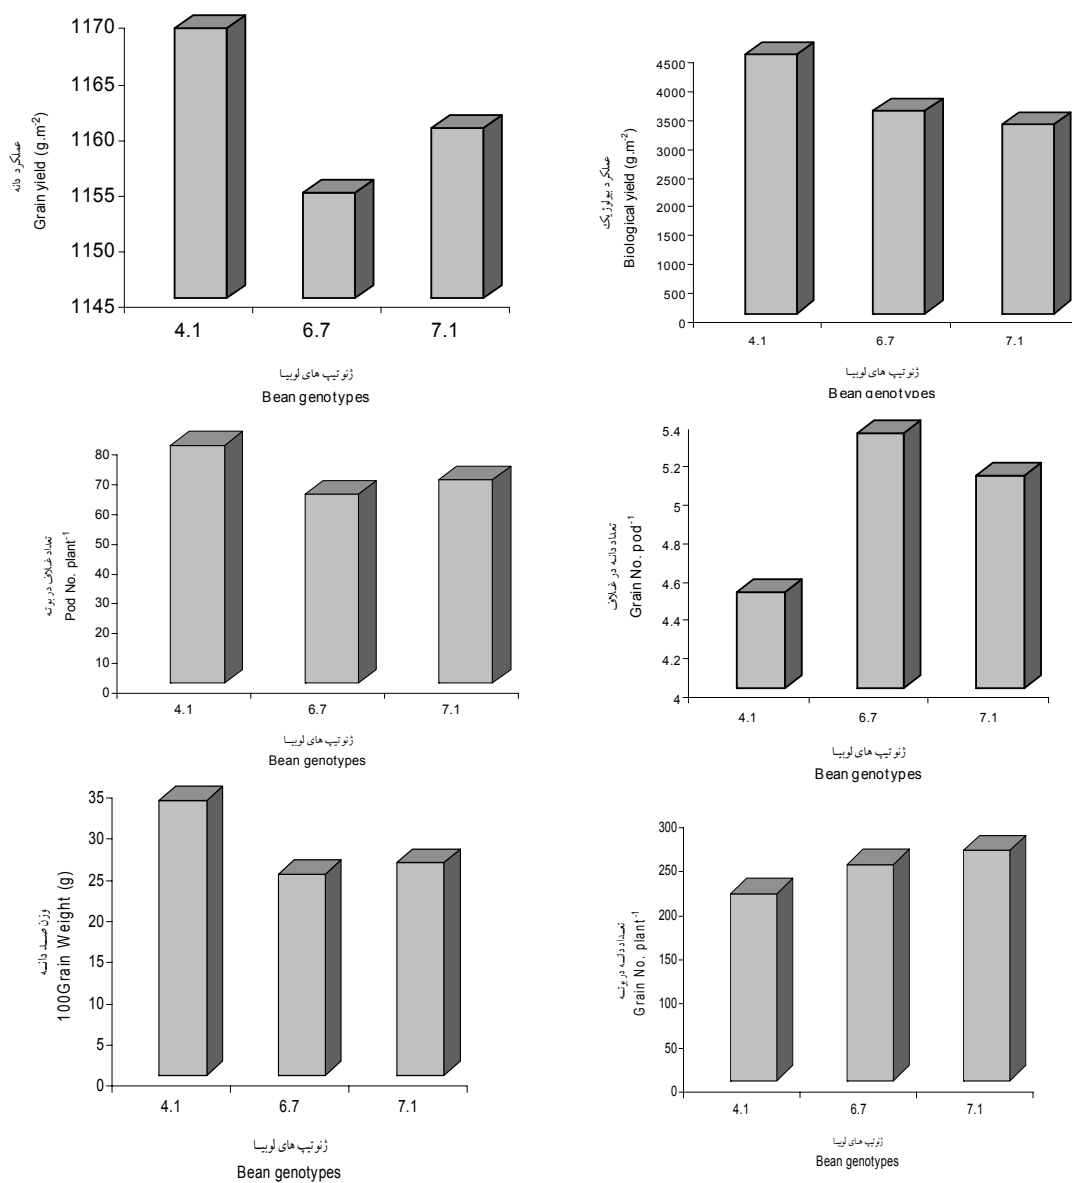 1170
1165
1160
1155
1150
1145
عملکرد دانه
Grain yield (g.m-2)
4.1 6.7 7.1
ژنوتیپ های لوبیا
Bean genotypes
4500
4000
3500
3000
2500
2000
1500
1000
500
0
عملکرد بیولوژیک
Biological yield (g.m-2)
4.1 6.7 7.1
ژنوتیپ های لوبیا
Bean genotypes
80
70
60
50
40
30
20
10
0
تعداد غلاف در بوته
Pod No. plant-1
4.1 6.7 7.1
ژنوتیپ های لوبیا
Bean genotypes
5.4
5.2
5
4.8
4.6
4.4
4.2
4
تعداد دانه در غلاف
Grain No. pod-1
4.1 6.7 7.1
ژنوتیپ های لوبیا
Bean genotypes
35
30
25
20
15
10
5
0
وزن صد دانه
100Grain Weight (g)
4.1 6.7 7.1
ژنوتیپ های لوبیا
Bean genotypes
300
250
200
150
100
50
0
تعداد دانه در بوته
Grain No. plant-1
4.1 6.7 7.1
ژنوتیپ های لوبیا
Bean genotypes